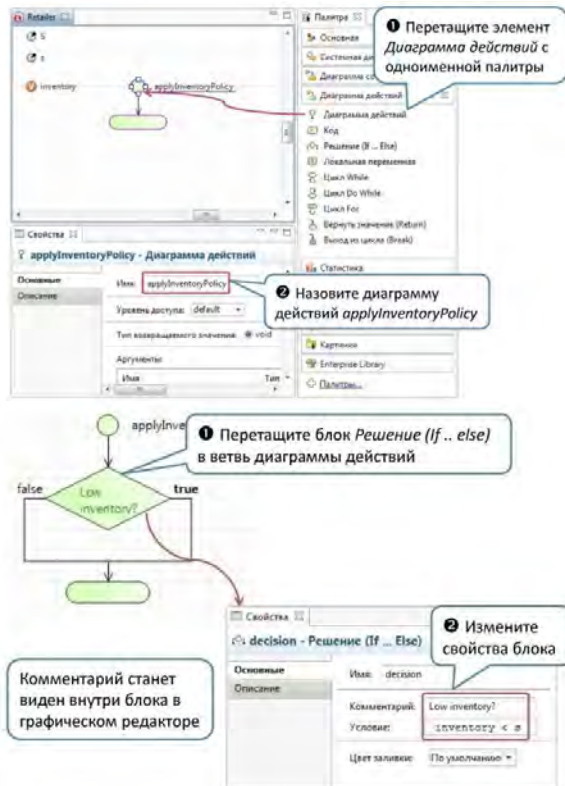 Retailer
S
s
inventory
applyInventoryPolicy
Палитра
Основная
Системная
Диаграмма
Диаграмма действий
Диаграмма действий
Код
Решение (If ... Else)
Локальная переменная
Цикл While
Цикл Do While
Цикл For
Вернуть значение (Return)
Выход из цикла (Break)
Статистика
Картинки
Enterprise Library
Палитры...
❶ Перетащите элемент
Диаграмма действий с
одноименной палитры
Свойства
applyInventoryPolicy - Диаграмма действий
Основные
Описание
Имя: applyInventoryPolicy
Уровень доступа: default
Тип возвращаемого значения: void
Аргументы:
Имя Тип
❷ Назовите диаграмму
действий applyInventoryPolicy
applyInve
❶ Перетащите блок Решение (If .. else)
в ветвь диаграммы действий
false
true
Low
inventory?
Комментарий станет
виден внутри блока в
графическом редакторе
Свойства
decision - Решение (If ... Else)
Основные
Описание
Имя: decision
Комментарий: Low inventory?
Условие: inventory < s
Цвет заливки: По умолчанию
❷ Измените
свойства блока